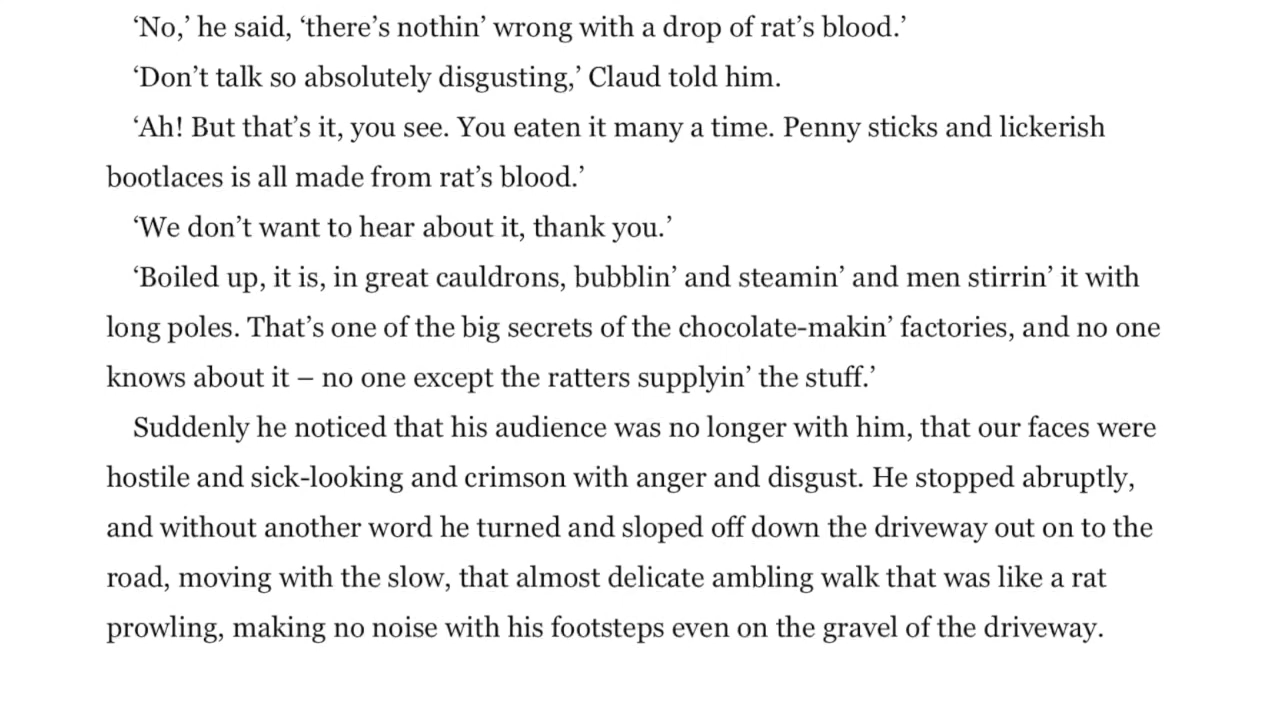 ‘No,’ he said, ‘there’s nothin’ wrong with a drop of rat’s blood.’
‘Don’t talk so absolutely disgusting,’ Claud told him.
‘Ah! But that’s it, you see. You eaten it many a time. Penny sticks and lickerish
bootlaces is all made from rat’s blood.’
‘We don’t want to hear about it, thank you.’
‘Boiled up, it is, in great cauldrons, bubblin’ and steamin’ and men stirrin’ it with
long poles. That’s one of the big secrets of the chocolate-makin’ factories, and no one
knows about it – no one except the ratters supplyin’ the stuff.’
Suddenly he noticed that his audience was no longer with him, that our faces were
hostile and sick-looking and crimson with anger and disgust. He stopped abruptly,
and without another word he turned and sloped off down the driveway out on to the
road, moving with the slow, that almost delicate ambling walk that was like a rat
prowling, making no noise with his footsteps even on the gravel of the driveway.